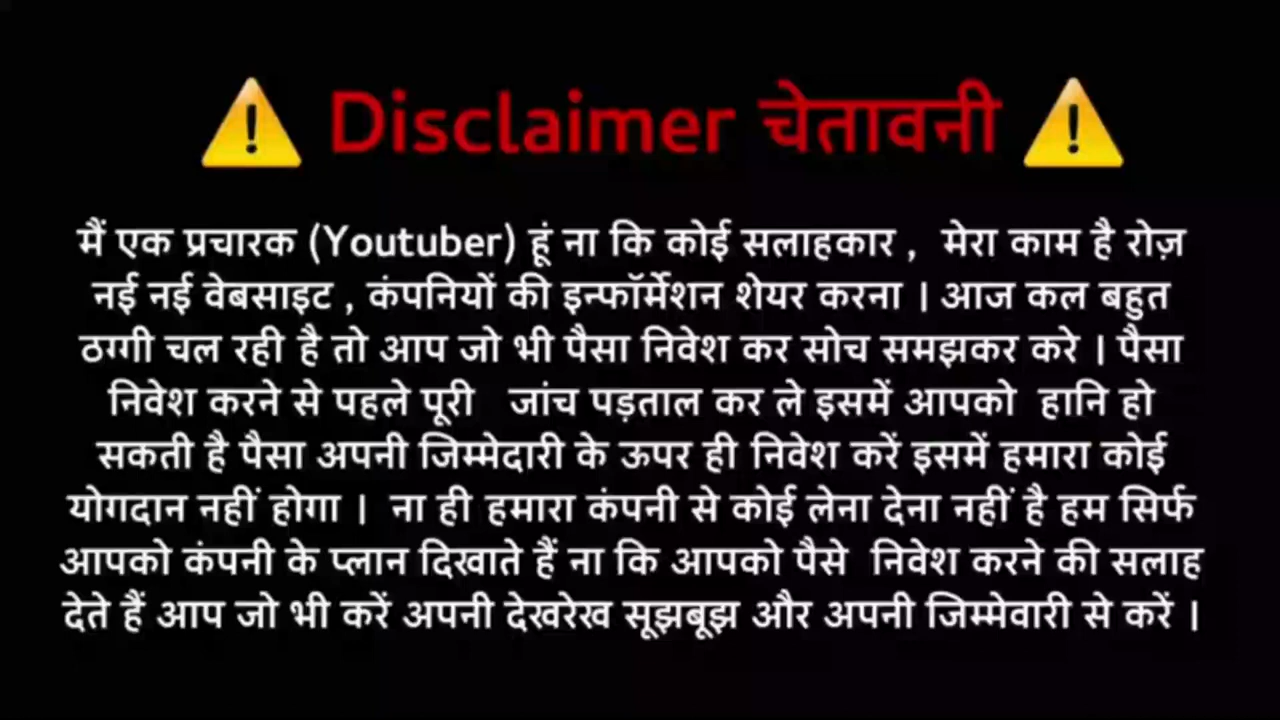 ⚠ Disclaimer चेतावनी ⚠
मैं एक प्रचारक (Youtuber) हूं ना कि कोई सलाहकार , मेरा काम है रोज़
नई नई वेबसाइट , कंपनियों की इन्फॉर्मेशन शेयर करना । आज कल बहुत
ठग्गी चल रही है तो आप जो भी पैसा निवेश कर सोच समझकर करे । पैसा
निवेश करने से पहले पूरी जांच पड़ताल कर ले इसमें आपको हानि हो
सकती है पैसा अपनी जिम्मेदारी के ऊपर ही निवेश करें इसमें हमारा कोई
योगदान नहीं होगा । ना ही हमारा कंपनी से कोई लेना देना नहीं है हम सिर्फ
आपको कंपनी के प्लान दिखाते हैं ना कि आपको पैसे निवेश करने की सलाह
देते हैं आप जो भी करें अपनी देखरेख सूझबूझ और अपनी जिम्मेवारी से करें ।